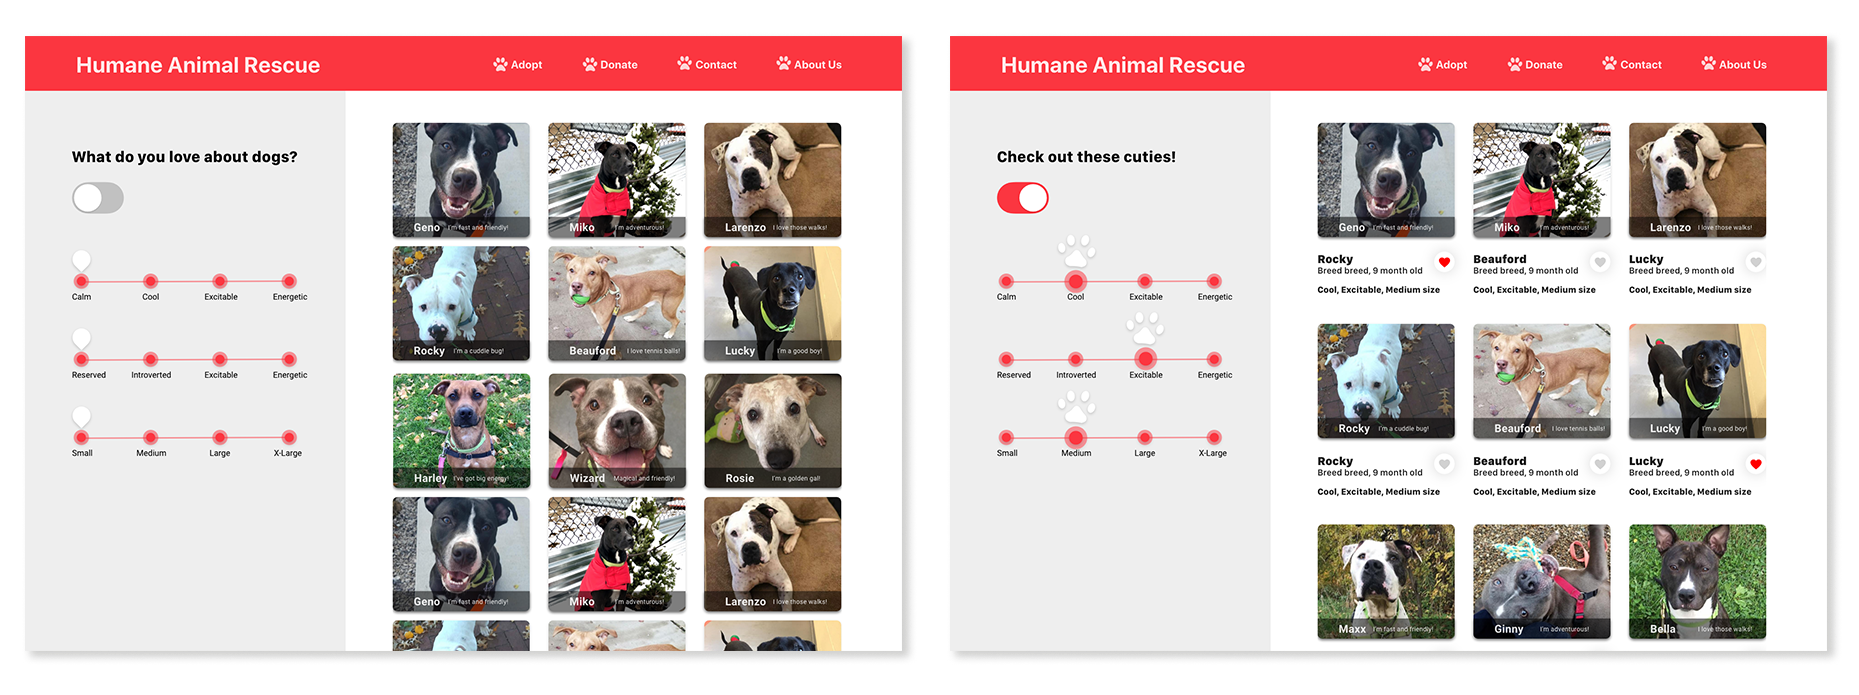 Humane Animal Rescue
Adopt Donate Contact About Us
What do you love about dogs?
Calm Cool Excitable Energetic
Reserved Introverted Excitable Energetic
Small Medium Large X-Large
Geno I'm fast and friendly!
Miko I'm adventurous!
Larenzo I love those walks!
Rocky I'm a cuddle bug!
Beauford I love tennis balls!
Lucky I'm a good boy!
Harley I've got big energy!
Wizard Magical and friendly!
Rosie I'm a golden gal!
Geno I'm fast and friendly!
Miko I'm adventurous!
Larenzo I love those walks!
Humane Animal Rescue
Adopt Donate Contact About Us
Check out these cuties!
Calm Cool Excitable Energetic
Reserved Introverted Excitable Energetic
Small Medium Large X-Large
Geno I'm fast and friendly!
Miko I'm adventurous!
Larenzo I love those walks!
Rocky
Breed breed, 9 month old
Cool, Excitable, Medium size
Beauford
Breed breed, 9 month old
Cool, Excitable, Medium size
Lucky
Breed breed, 9 month old
Cool, Excitable, Medium size
Rocky I'm a cuddle bug!
Beauford I love tennis balls!
Lucky I'm a good boy!
Rocky
Breed breed, 9 month old
Cool, Excitable, Medium size
Beauford
Breed breed, 9 month old
Cool, Excitable, Medium size
Lucky
Breed breed, 9 month old
Cool, Excitable, Medium size
Maxx I'm fast and friendly!
Ginny I'm adventurous!
Bella I love those walks!